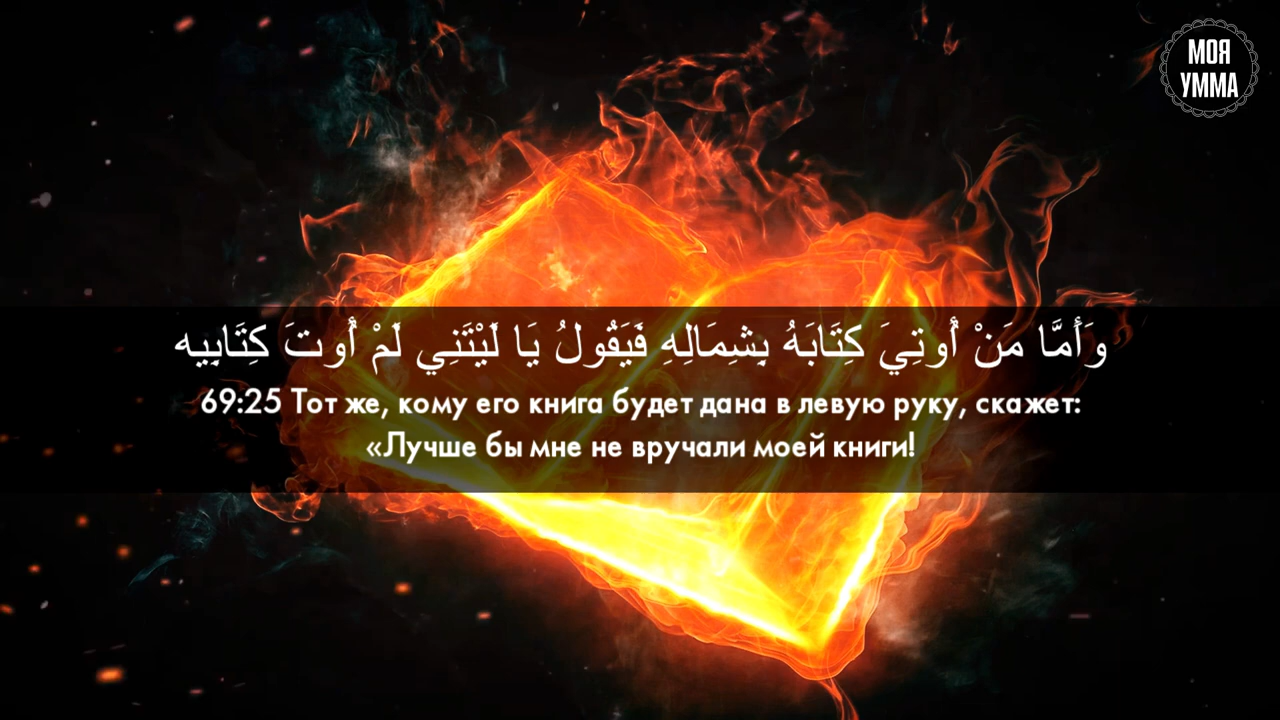 МОЯ
УММА
وَأَمَّا مَنْ أُوتِيَ كِتَابَهُ بِشِمَالِهِ فَيَقُولُ يَا لَيْتَنِي لَمْ أُوتَ كِتَابِيه
69:25 Тот же, кому его книга будет дана в левую руку, скажет:
«Лучше бы мне не вручали моей книги!